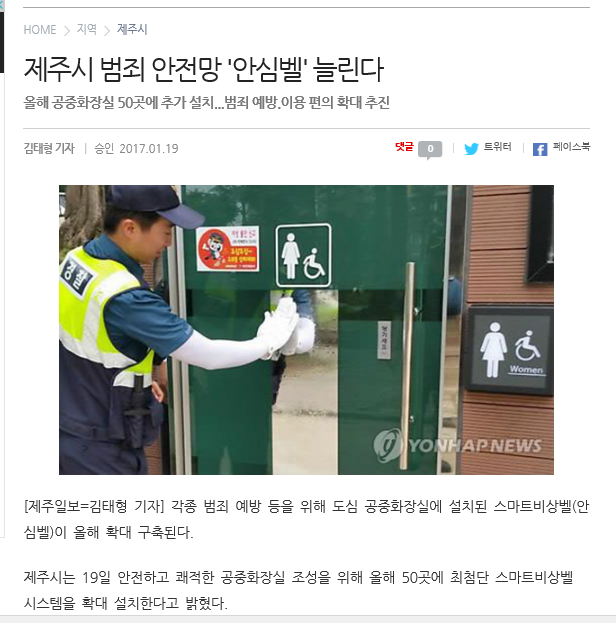 HOME > 지역 > 제주시
제주시 범죄 안전망 '안심벨' 늘린다
올해 공중화장실 50곳에 추가 설치...범죄 예방.이용 편의 확대 추진
김태형 기자 | 승인 2017.01.19
댓글 0 | 트위터 | 페이스북
경찰
Women
YONHAP NEWS
[제주일보=김태형 기자] 각종 범죄 예방 등을 위해 도심 공중화장실에 설치된 스마트비상벨(안
심벨)이 올해 확대 구축된다.
제주시는 19일 안전하고 쾌적한 공중화장실 조성을 위해 올해 50곳에 최첨단 스마트비상벨
시스템을 확대 설치한다고 밝혔다.